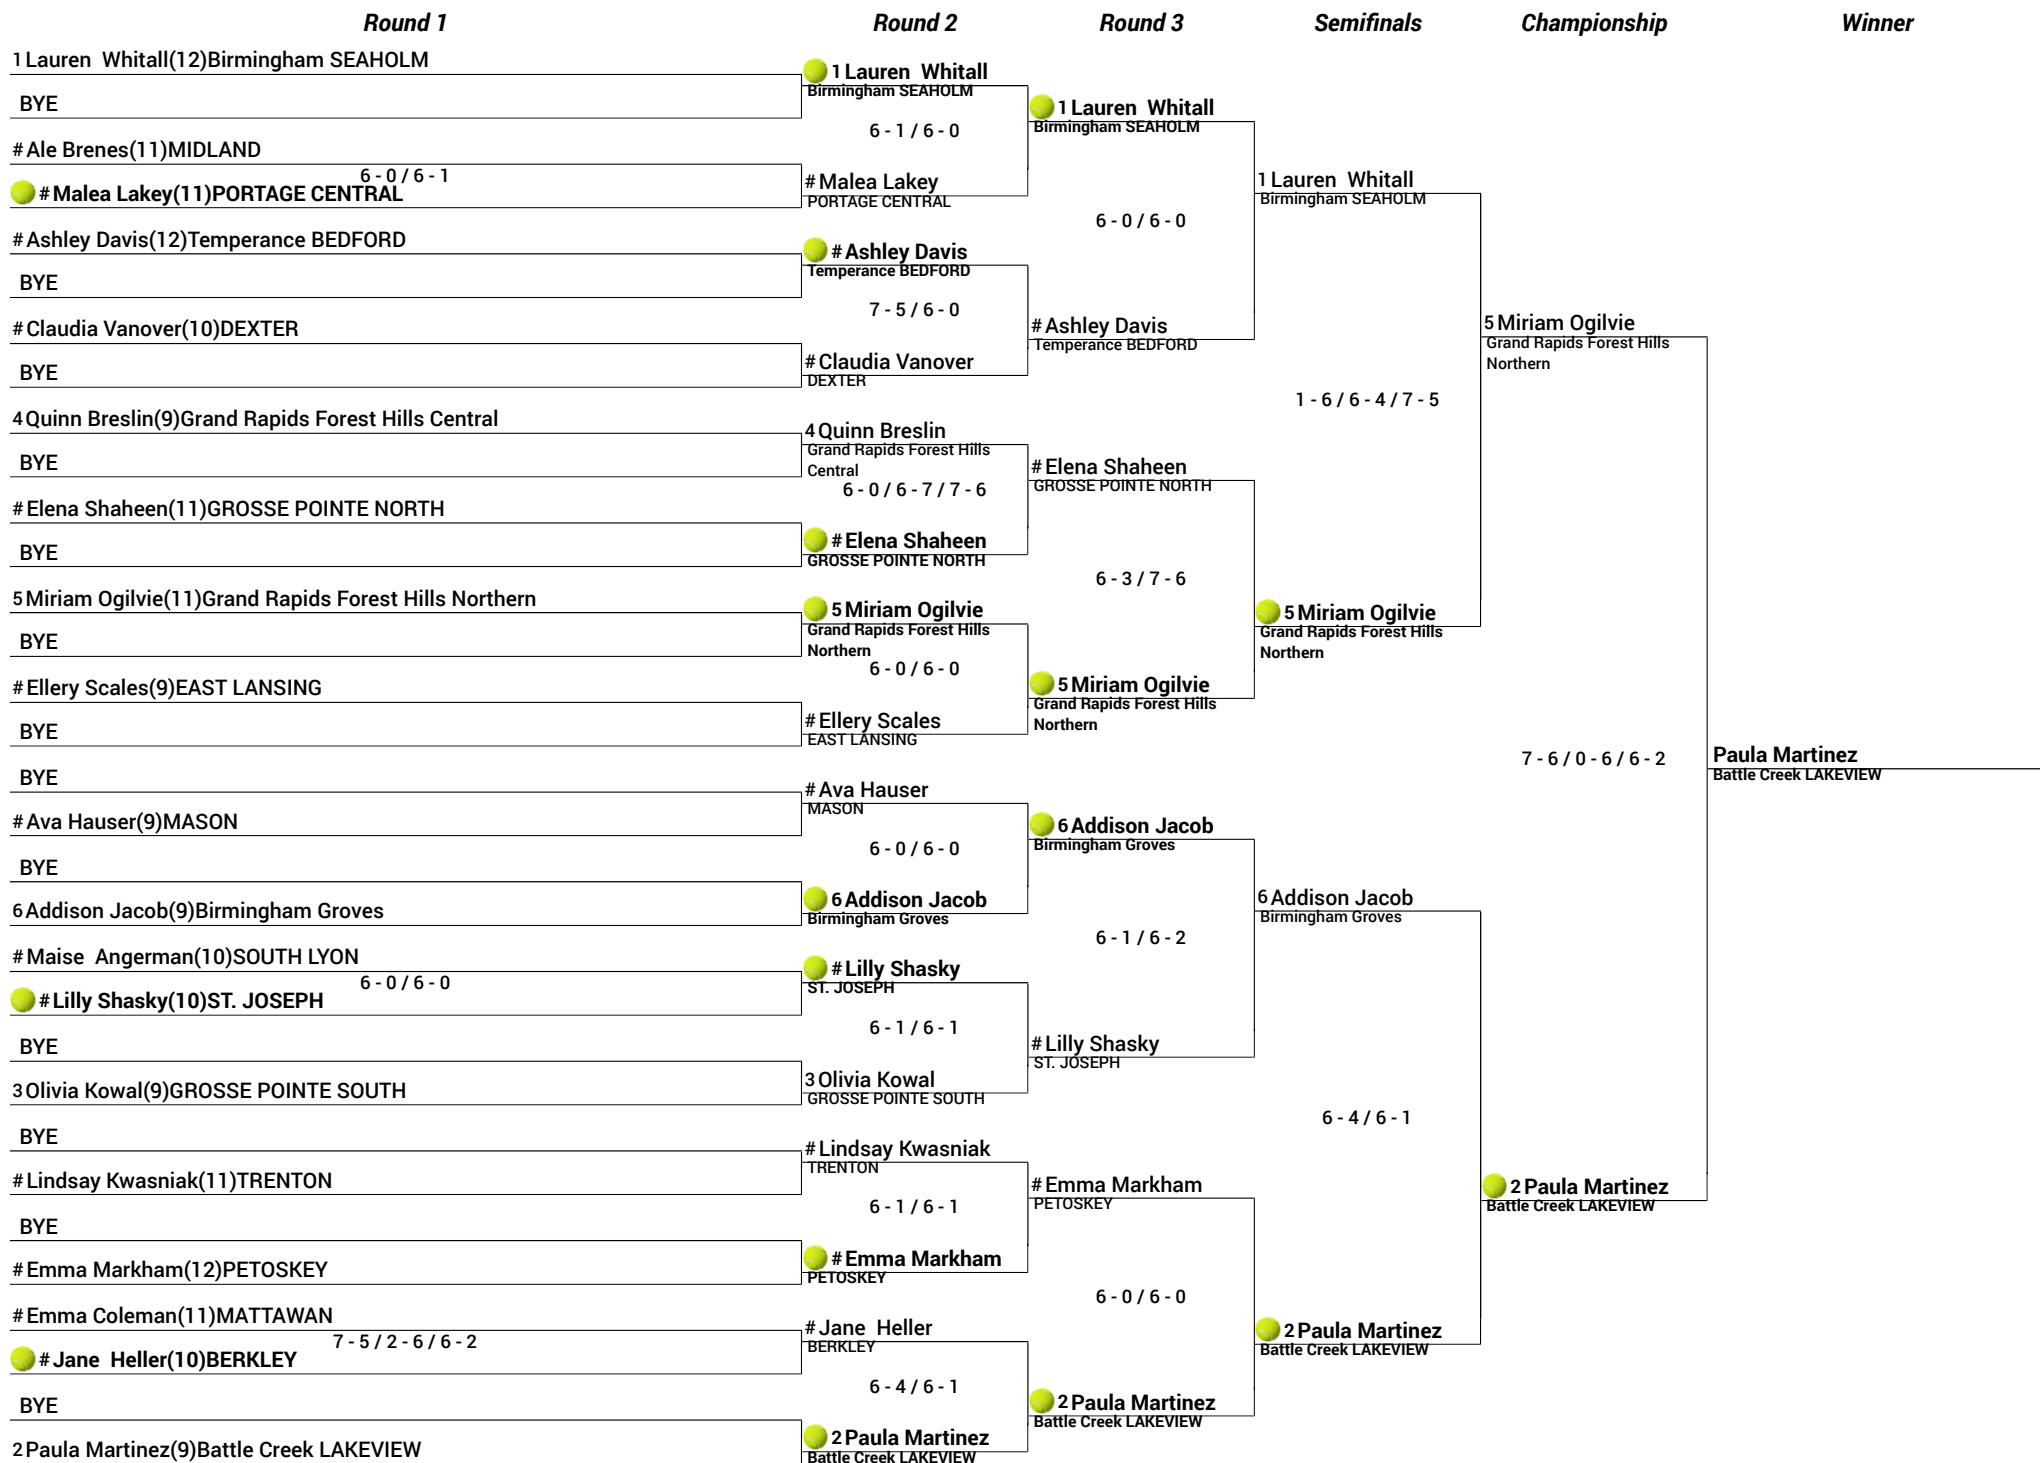 Round 1
Round 2
Round 3
Semifinals
Championship
Winner
1 Lauren  Whitall(12)Birmingham SEAHOLM
BYE
# Ale Brenes(11)MIDLAND
6 - 0 / 6 - 1
# Malea Lakey(11)PORTAGE CENTRAL
# Ashley Davis(12)Temperance BEDFORD
BYE
# Claudia Vanover(10)DEXTER
BYE
4 Quinn Breslin(9)Grand Rapids Forest Hills Central
BYE
# Elena Shaheen(11)GROSSE POINTE NORTH
BYE
5 Miriam Ogilvie(11)Grand Rapids Forest Hills Northern
BYE
# Ellery Scales(9)EAST LANSING
BYE
BYE
# Ava Hauser(9)MASON
BYE
6 Addison Jacob(9)Birmingham Groves
# Maise  Angerman(10)SOUTH LYON
6 - 0 / 6 - 0
# Lilly Shasky(10)ST. JOSEPH
BYE
3 Olivia Kowal(9)GROSSE POINTE SOUTH
BYE
# Lindsay Kwasniak(11)TRENTON
BYE
# Emma Markham(12)PETOSKEY
# Emma Coleman(11)MATTAWAN
7 - 5 / 2 - 6 / 6 - 2
# Jane  Heller(10)BERKLEY
BYE
2 Paula Martinez(9)Battle Creek LAKEVIEW
1 Lauren  Whitall
Birmingham SEAHOLM
6 - 1 / 6 - 0
# Malea Lakey
PORTAGE CENTRAL
# Ashley Davis
Temperance BEDFORD
7 - 5 / 6 - 0
# Claudia Vanover
DEXTER
4 Quinn Breslin
Grand Rapids Forest Hills
Central
6 - 0 / 6 - 7 / 7 - 6
# Elena Shaheen
GROSSE POINTE NORTH
5 Miriam Ogilvie
Grand Rapids Forest Hills
Northern
6 - 0 / 6 - 0
# Ellery Scales
EAST LANSING
# Ava Hauser
MASON
6 - 0 / 6 - 0
6 Addison Jacob
Birmingham Groves
# Lilly Shasky
ST. JOSEPH
6 - 1 / 6 - 1
3 Olivia Kowal
GROSSE POINTE SOUTH
# Lindsay Kwasniak
TRENTON
6 - 1 / 6 - 1
# Emma Markham
PETOSKEY
# Jane  Heller
BERKLEY
6 - 4 / 6 - 1
2 Paula Martinez
Battle Creek LAKEVIEW
1 Lauren  Whitall
Birmingham SEAHOLM
6 - 0 / 6 - 0
# Ashley Davis
Temperance BEDFORD
# Elena Shaheen
GROSSE POINTE NORTH
6 - 3 / 7 - 6
5 Miriam Ogilvie
Grand Rapids Forest Hills
Northern
6 Addison Jacob
Birmingham Groves
6 - 1 / 6 - 2
# Lilly Shasky
ST. JOSEPH
# Emma Markham
PETOSKEY
6 - 0 / 6 - 0
2 Paula Martinez
Battle Creek LAKEVIEW
1 Lauren  Whitall
Birmingham SEAHOLM
1 - 6 / 6 - 4 / 7 - 5
5 Miriam Ogilvie
Grand Rapids Forest Hills
Northern
6 Addison Jacob
Birmingham Groves
6 - 4 / 6 - 1
2 Paula Martinez
Battle Creek LAKEVIEW
5 Miriam Ogilvie
Grand Rapids Forest Hills
Northern
7 - 6 / 0 - 6 / 6 - 2
2 Paula Martinez
Battle Creek LAKEVIEW
Paula Martinez
Battle Creek LAKEVIEW